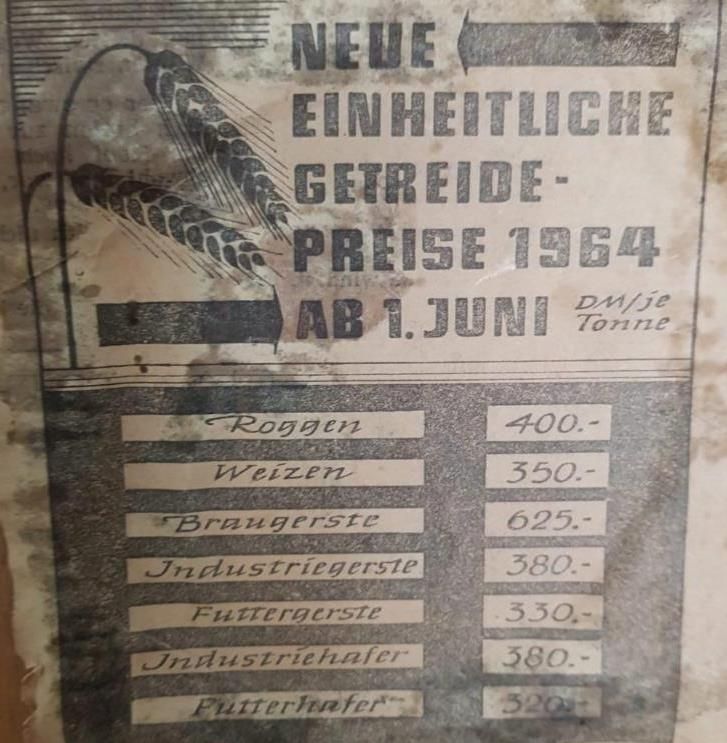 NEUE
EINHEITLICHE
GETREIDE-
PREISE 1964
AB 1. JUNI DM/je Tonne
Roggen 400.-
Weizen 350.-
Braugerste 625.-
Industriegerste 380.-
Futtergerste 330.-
Industriehafer 380.-
Futterhafer 320.-